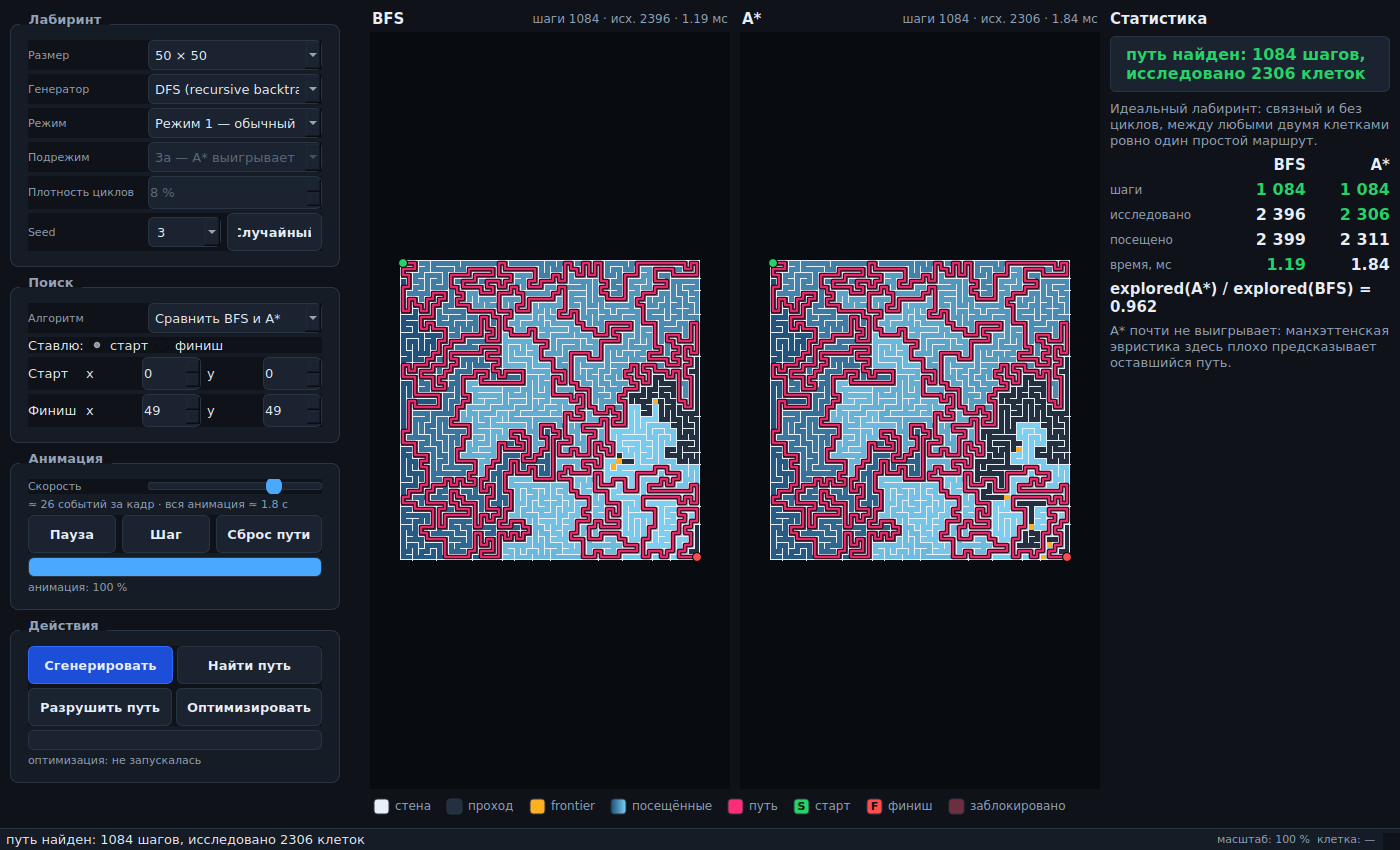 Лабиринт
Размер
50 × 50
Генератор
DFS (recursive backtra
Режим
Режим 1 — обычный
Подрежим
3a — A* выигрывает
Плотность циклов
8 %
Seed
3
Случайный
Поиск
Алгоритм
Сравнить BFS и A*
Ставлю:
старт
финиш
Старт x 0 y 0
Финиш x 49 y 49
Анимация
Скорость
≈ 26 событий за кадр · вся анимация ≈ 1.8 с
Пауза
Шаг
Сброс пути
анимация: 100 %
Действия
Сгенерировать
Найти путь
Разрушить путь
Оптимизировать
оптимизация: не запускалась
BFS
шаги 1084 · исх. 2396 · 1.19 мс
A*
шаги 1084 · исх. 2306 · 1.84 мс
стена
проход
frontier
посещённые
путь
S старт
F финиш
заблокировано
Статистика
путь найден: 1084 шагов,
исследовано 2306 клеток
Идеальный лабиринт: связный и без
циклов, между любыми двумя клетками
ровно один простой маршрут.
BFS A*
шаги 1 084 1 084
исследовано 2 396 2 306
посещено 2 399 2 311
время, мс 1.19 1.84
explored(A*) / explored(BFS) =
0.962
A* почти не выигрывает: манхэттенская
эвристика здесь плохо предсказывает
оставшийся путь.
путь найден: 1084 шагов, исследовано 2306 клеток
масштаб: 100 % клетка: —